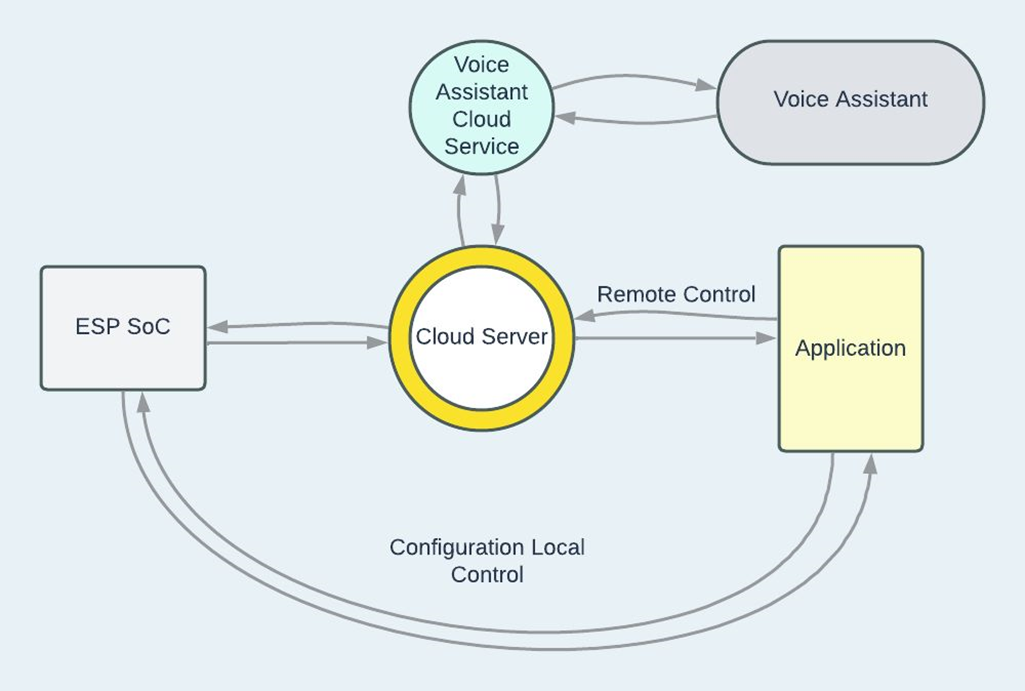 Voice
Assistant
Cloud
Service
Voice Assistant
Remote Control
ESP SoC
Cloud Server
Application
Configuration Local
Control